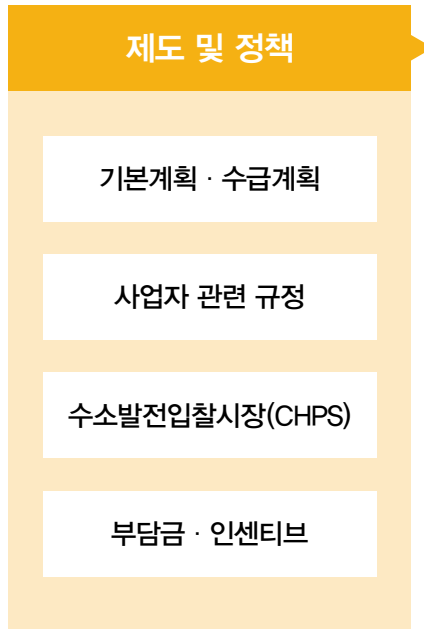 제도 및 정책
기본계획 · 수급계획
사업자 관련 규정
수소발전입찰시장(CHPS)
부담금 · 인센티브